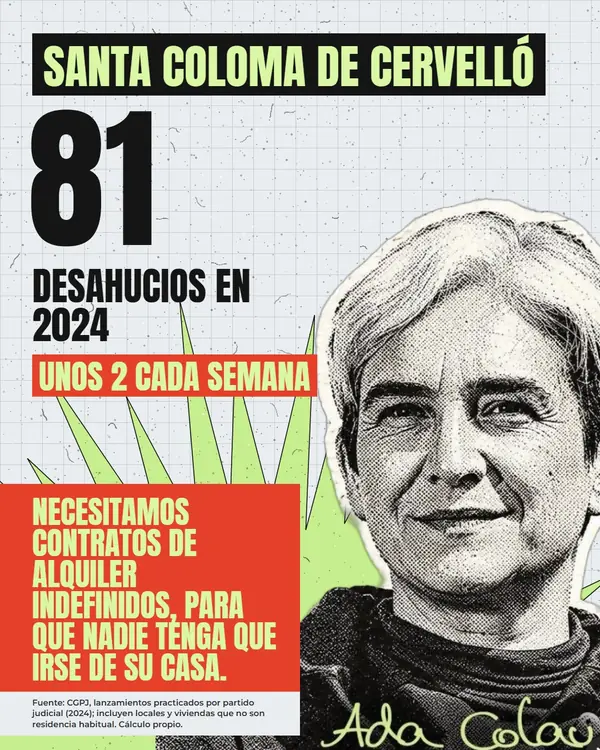 SANTA COLOMA DE CERVELLÓ
81
DESAHUCIOS EN
2024
UNOS 2 CADA SEMANA
NECESITAMOS
CONTRATOS DE
ALQUILER
INDEFINIDOS, PARA
QUE NADIE TENGA QUE
IRSE DE SU CASA.
Fuente: CGPJ, lanzamientos practicados por partido
judicial (2024); incluyen locales y viviendas que no son
residencia habitual. Cálculo propio.
Ada Colau